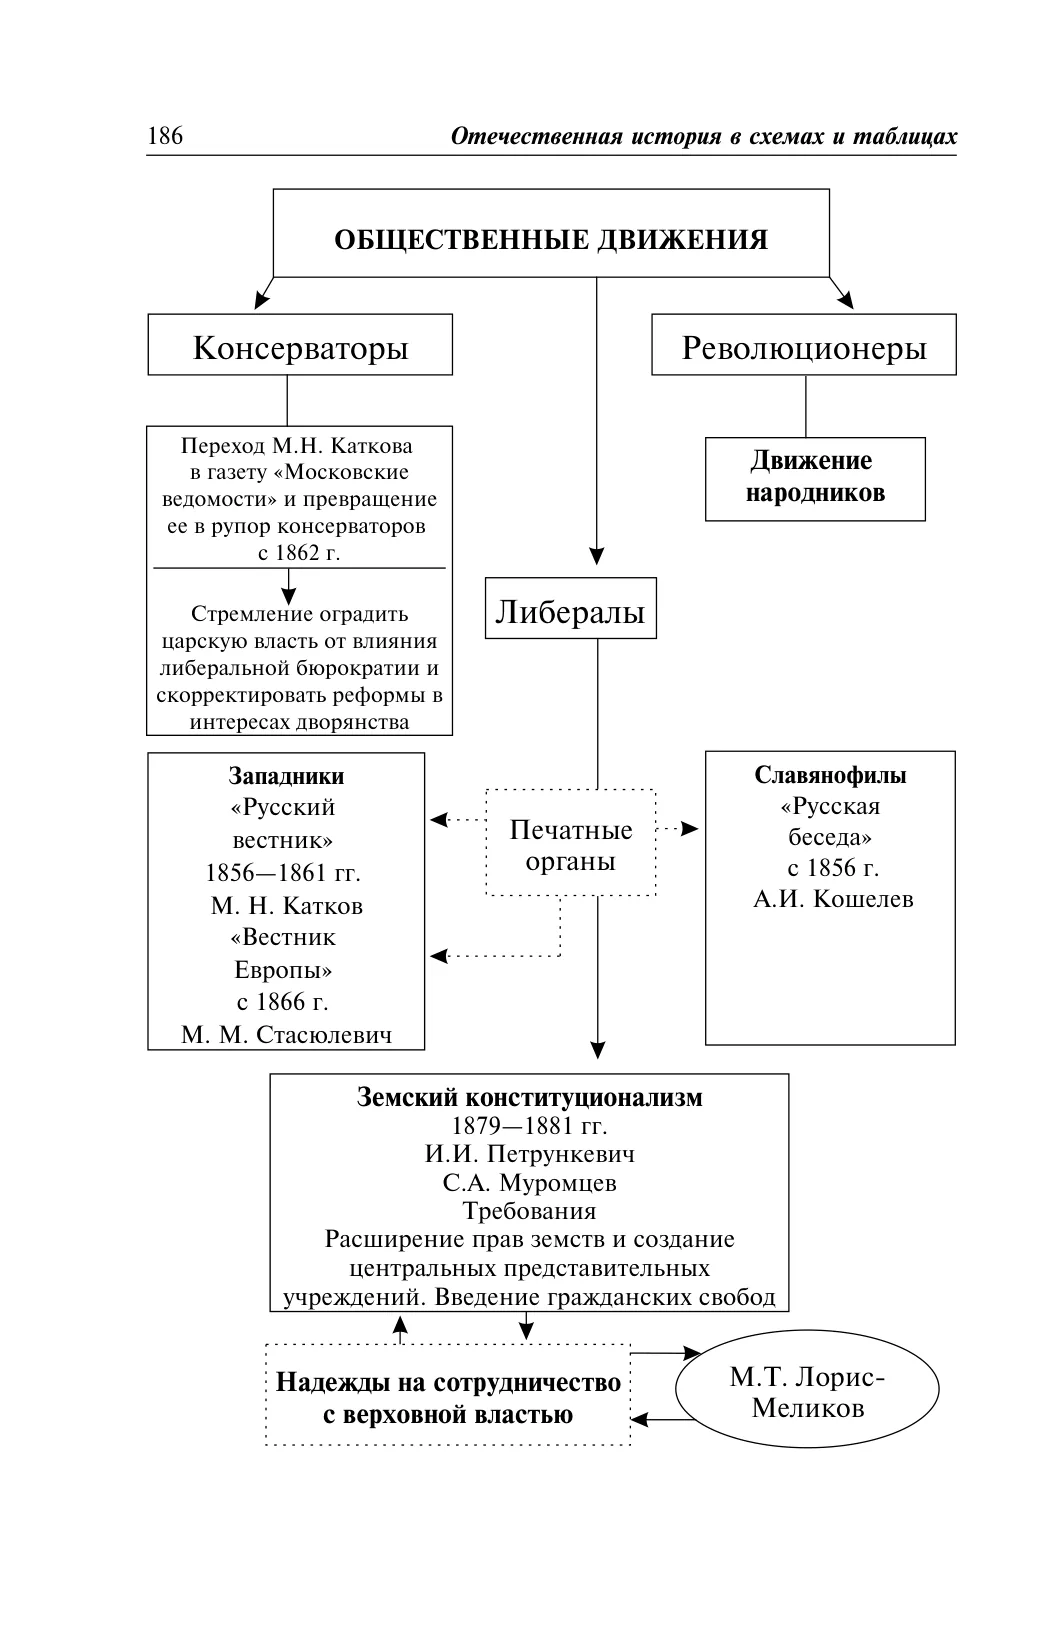 186
Отечественная история в схемах и таблицах
ОБЩЕСТВЕННЫЕ ДВИЖЕНИЯ
Консерваторы
Революционеры
Переход М.Н. Каткова
в газету «Московские
ведомости» и превращение
ее в рупор консерваторов
с 1862 г.
Стремление оградить
царскую власть от влияния
либеральной бюрократии и
скорректировать реформы в
интересах дворянства
Движение
народников
Либералы
Западники
«Русский
вестник»
1856—1861 гг.
М. Н. Катков
«Вестник
Европы»
с 1866 г.
М. М. Стасюлевич
Печатные
органы
Славянофилы
«Русская
беседа»
с 1856 г.
А.И. Кошелев
Земский конституционализм
1879—1881 гг.
И.И. Петрункевич
С.А. Муромцев
Требования
Расширение прав земств и создание
центральных представительных
учреждений. Введение гражданских свобод
Надежды на сотрудничество
с верховной властью
М.Т. Лорис-
Меликов